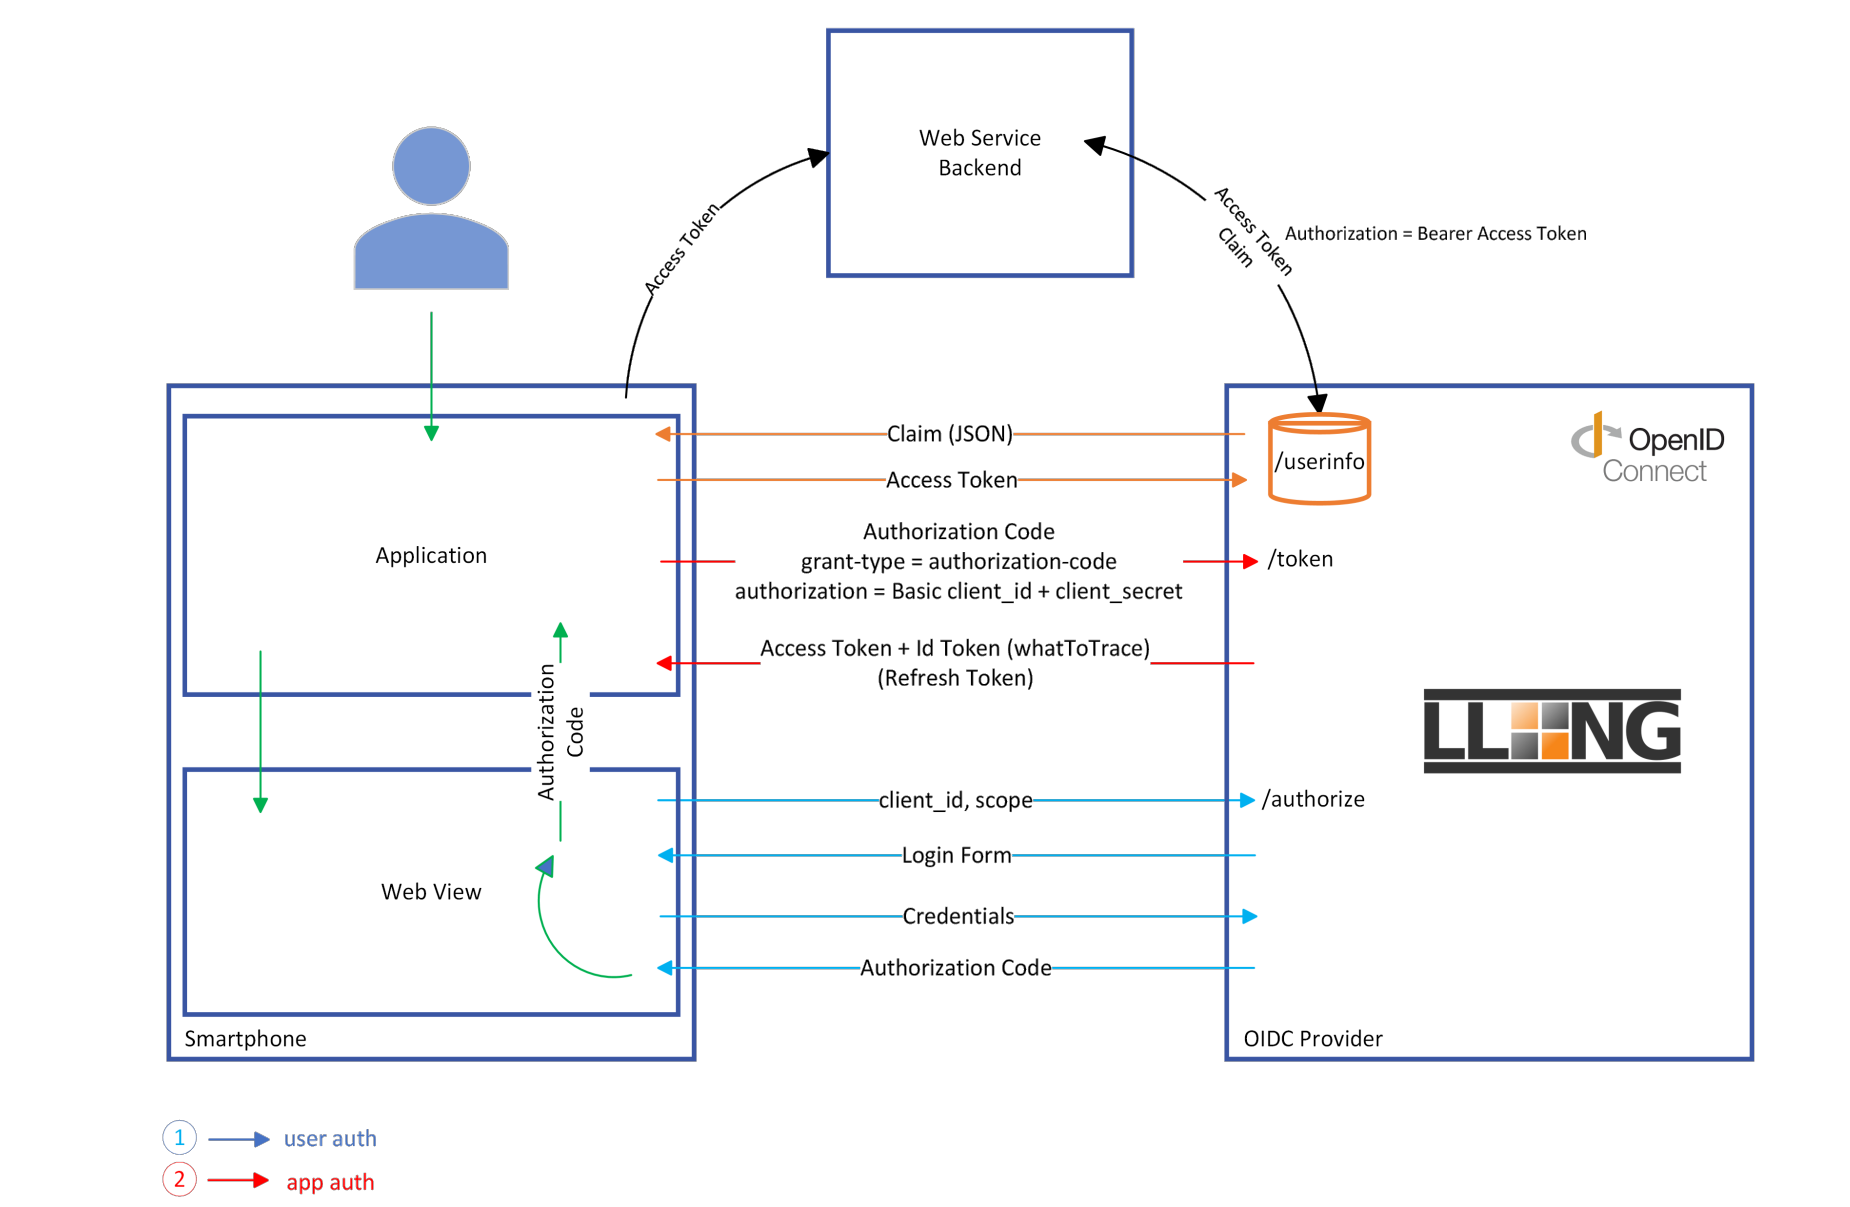 Web Service
Backend
Access Token
Access Token
Claim
Authorization = Bearer Access Token
Claim (JSON)
/userinfo
OpenID
Connect
Access Token
Application
Authorization Code
grant-type = authorization-code
authorization = Basic client_id + client_secret
/token
Access Token + Id Token (whatToTrace)
(Refresh Token)
Authorization
Code
LL NG
client_id, scope
/authorize
Login Form
Web View
Credentials
Authorization Code
Smartphone
OIDC Provider
1 user auth
2 app auth